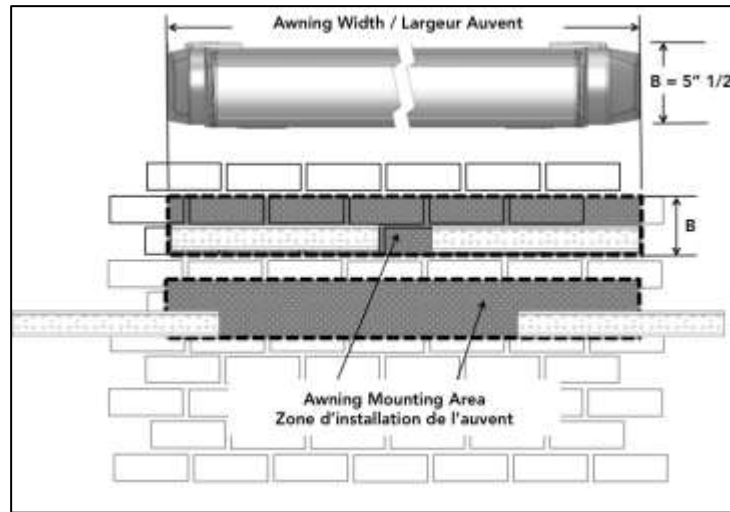 Awning Width / Largeur Auvent
B = 5" 1/2
B
Awning Mounting Area
Zone d'installation de l'auvent